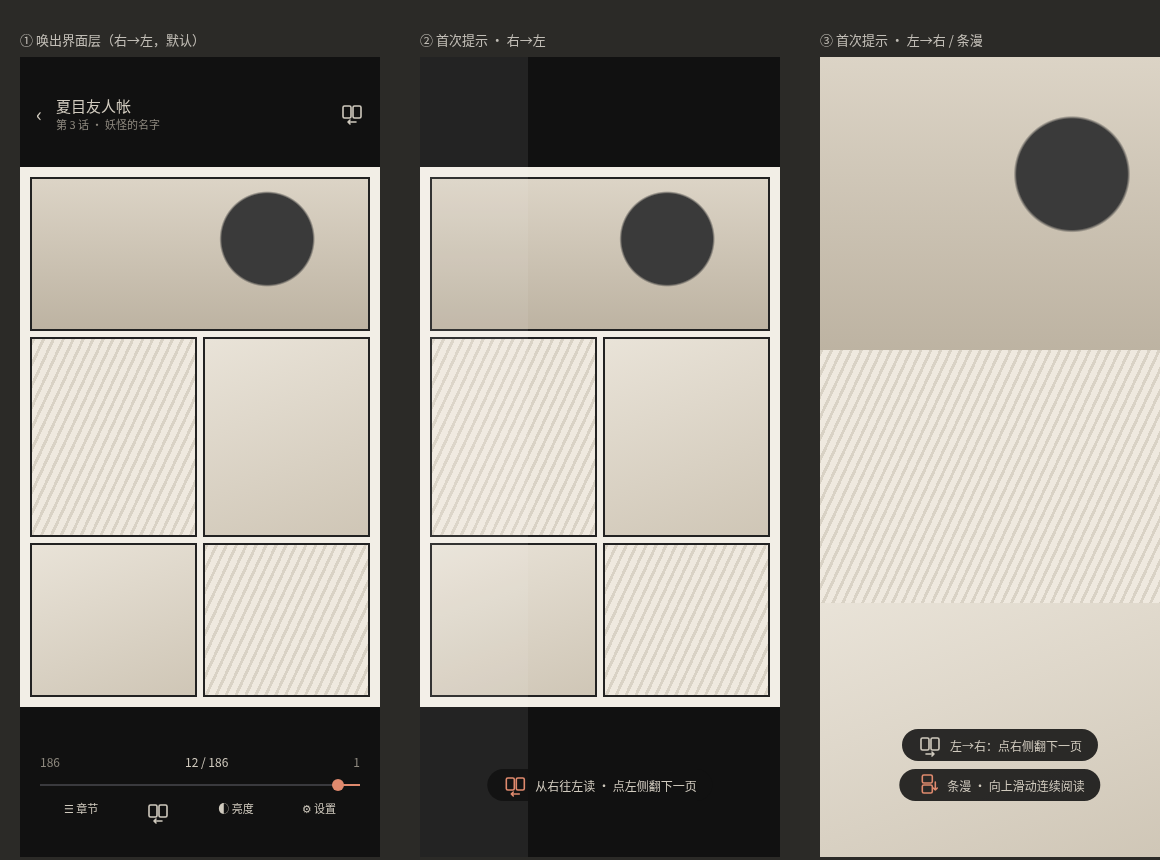 ① 唤出界面层（右→左，默认）
‹ 夏目友人帐
第 3 话 · 妖怪的名字
186 12 / 186 1
☰ 章节 ◐ 亮度 ⚙ 设置
② 首次提示 · 右→左
从右往左读 · 点左侧翻下一页
③ 首次提示 · 左→右 / 条漫
左→右：点右侧翻下一页
条漫 · 向上滑动连续阅读